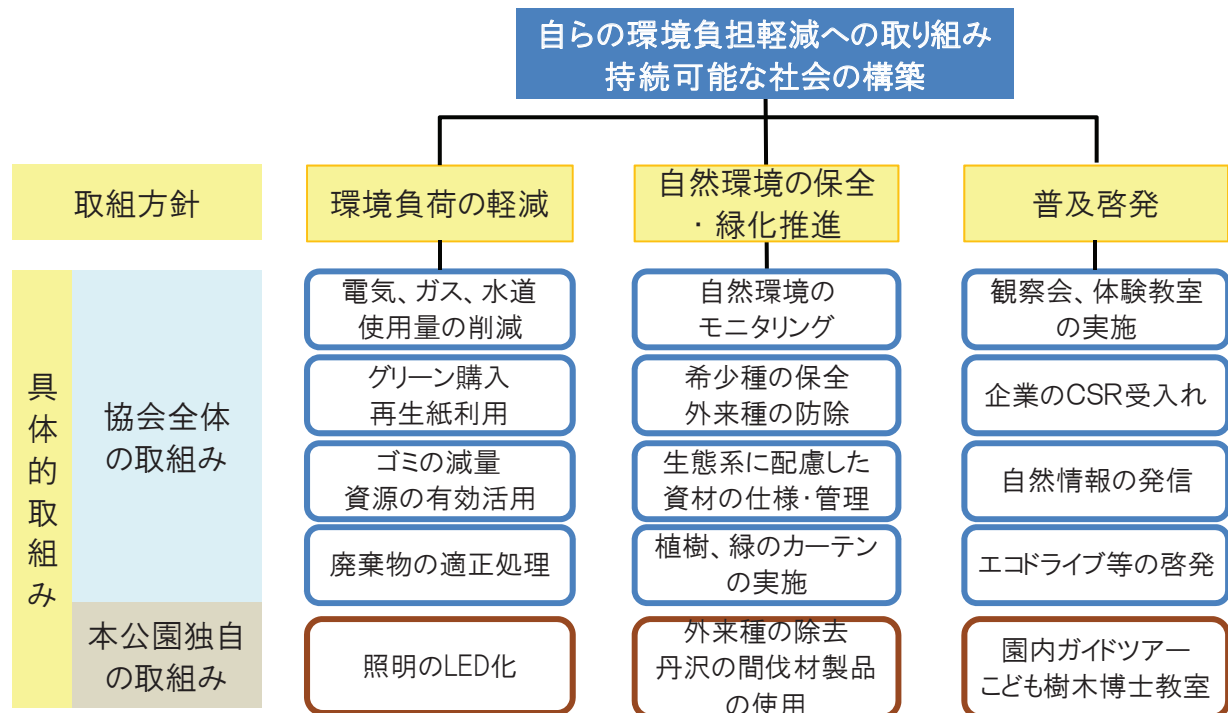 自らの環境負担軽減への取り組み
持続可能な社会の構築
取組方針
環境負荷の軽減
自然環境の保全
・緑化推進
普及啓発
具体的取組み
協会全体
の取組み
電気、ガス、水道
使用量の削減
自然環境の
モニタリング
観察会、体験教室
の実施
グリーン購入
再生紙利用
希少種の保全
外来種の防除
企業のCSR受入れ
ゴミの減量
資源の有効活用
生態系に配慮した
資材の仕様・管理
自然情報の発信
廃棄物の適正処理
植樹、緑のカーテン
の実施
エコドライブ等の啓発
本公園独自
の取組み
照明のLED化
外来種の除去
丹沢の間伐材製品
の使用
園内ガイドツアー
こども樹木博士教室